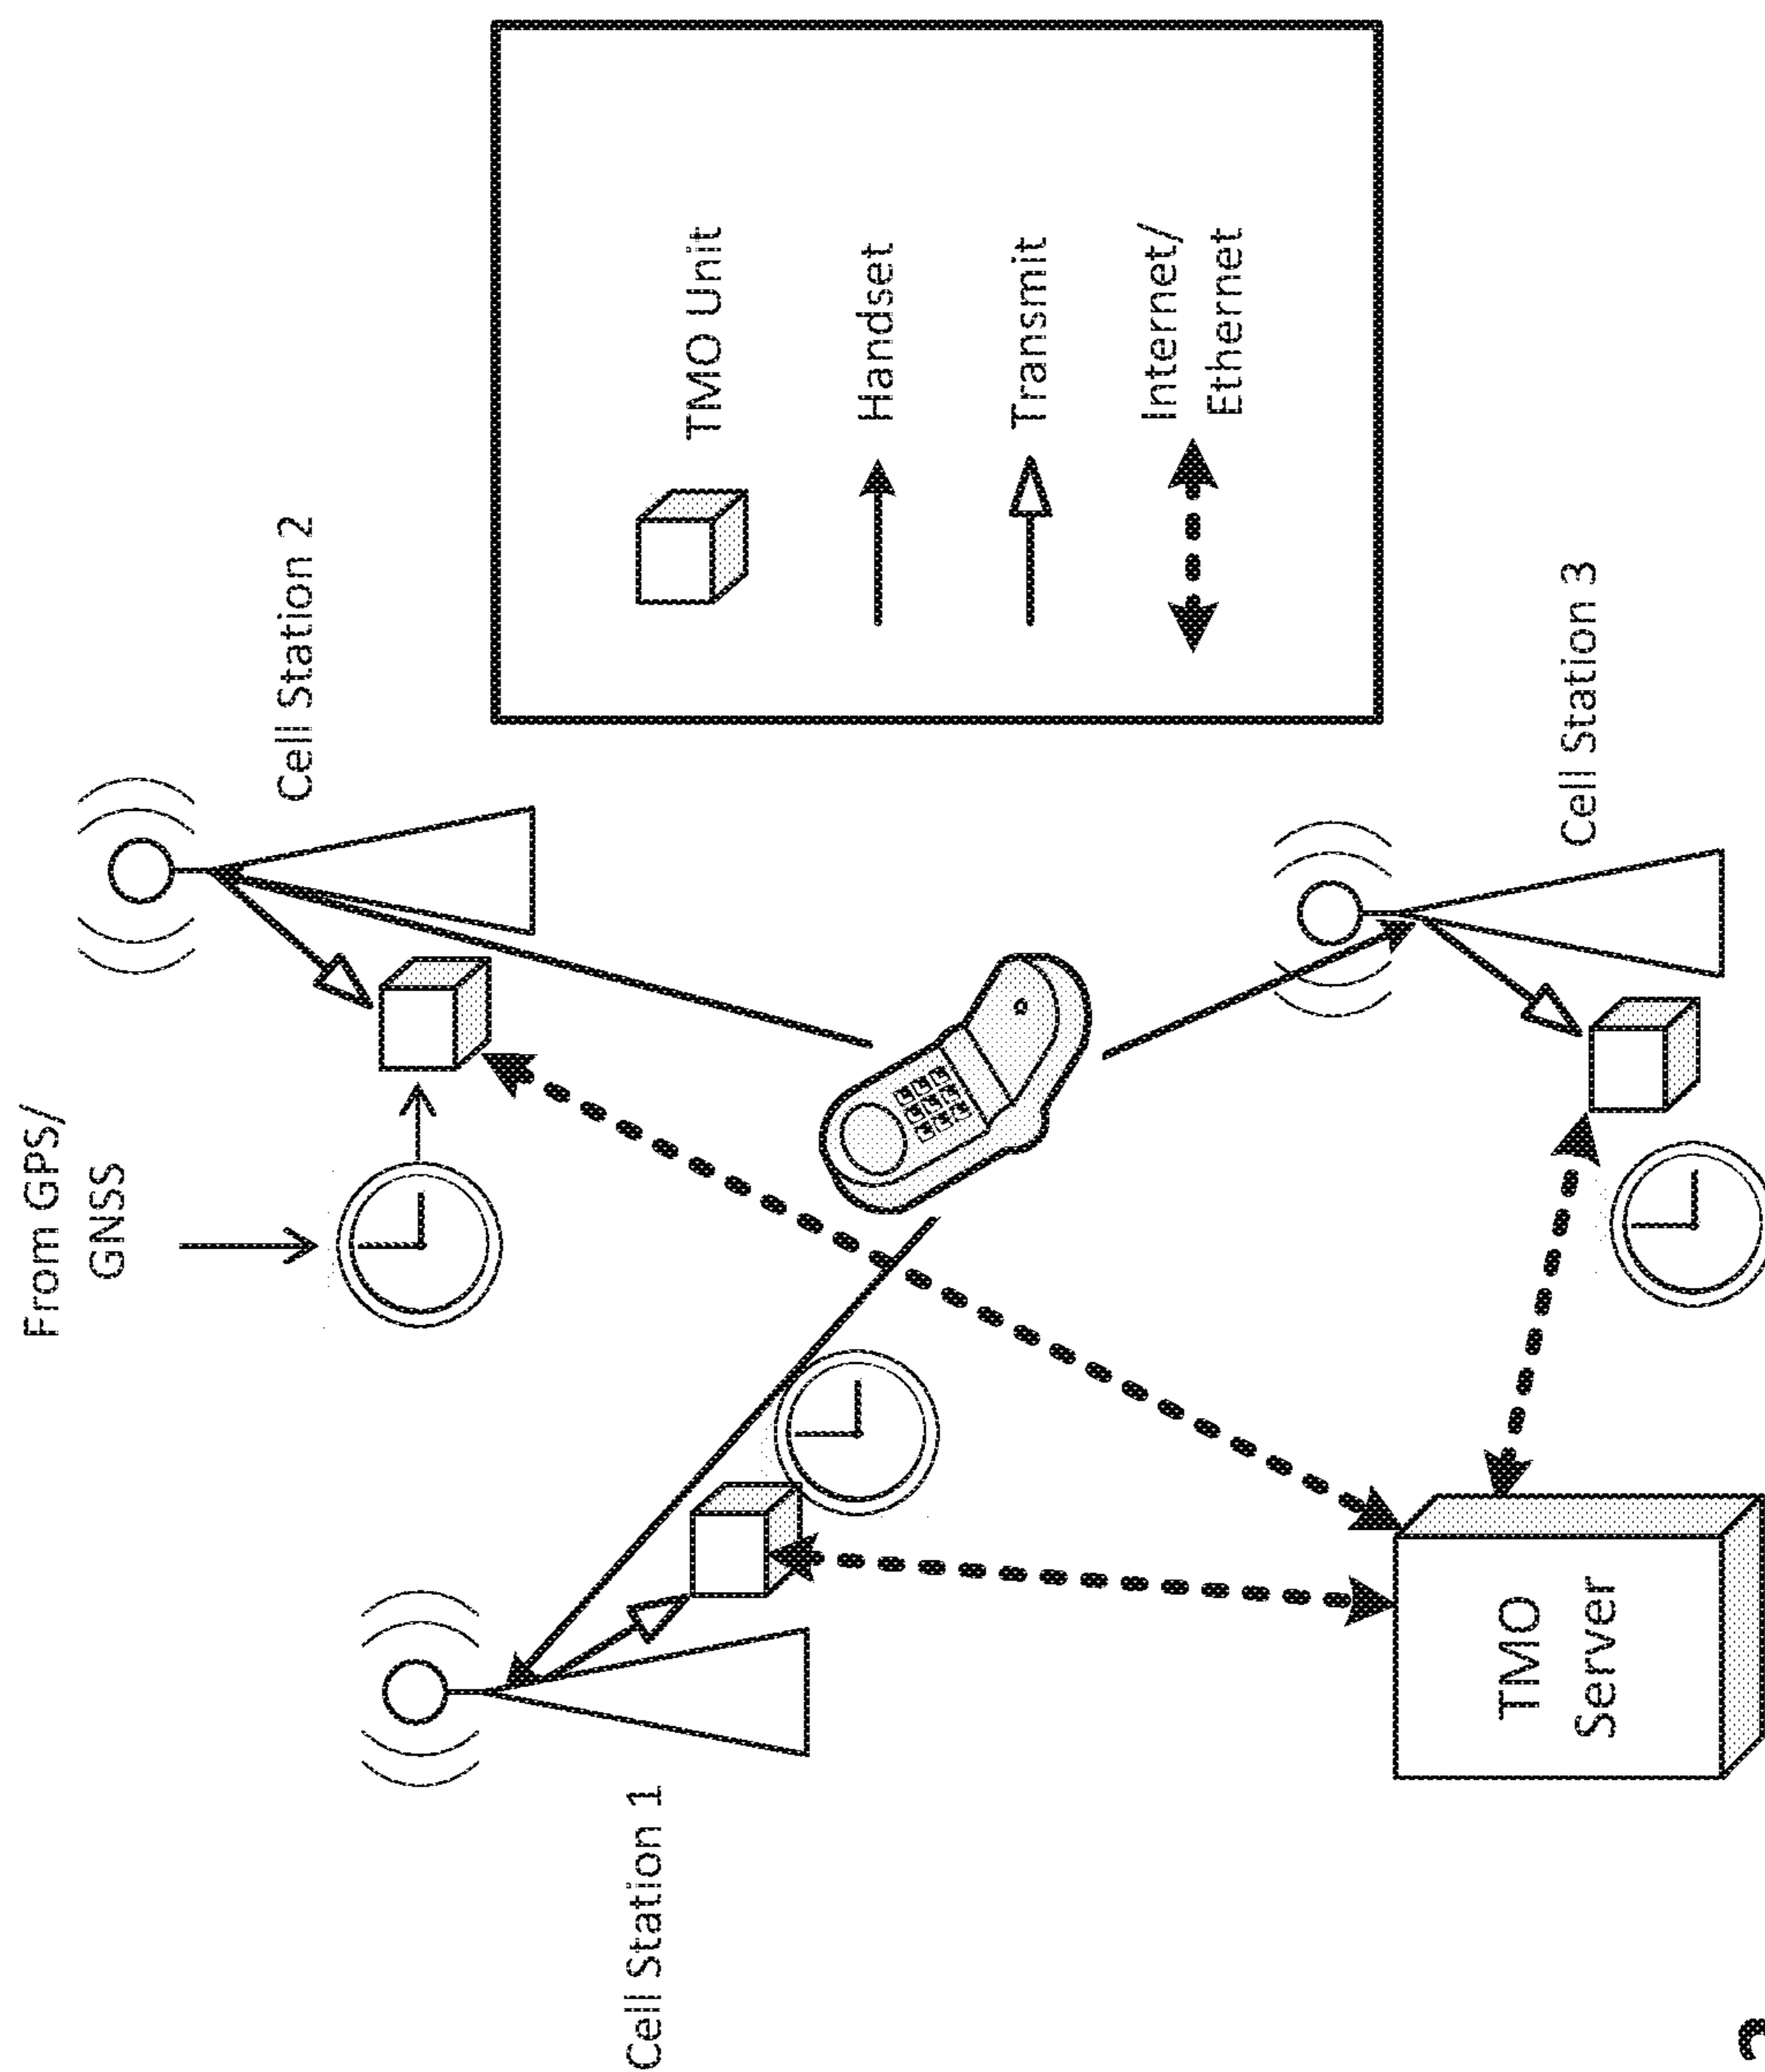 From GPS/
GNSS
Cell Station 2
Cell Station 1
TMO Unit
Handset
Transmit
Internet/
Ethernet
TMO
Server
Cell Station 3